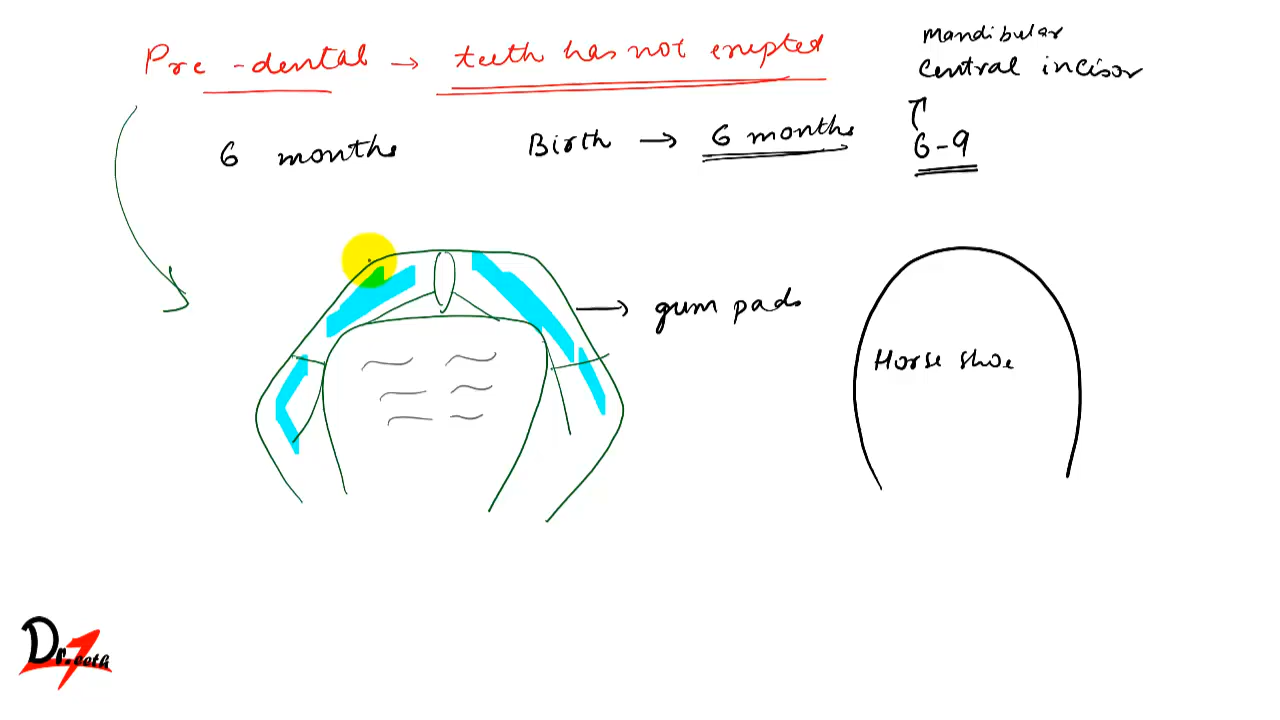 Pre-dental → teeth has not erupted
mandibular
central incisor
6 months
Birth → 6 months
6-9
→ gum pads
Horse shoe
Dr.